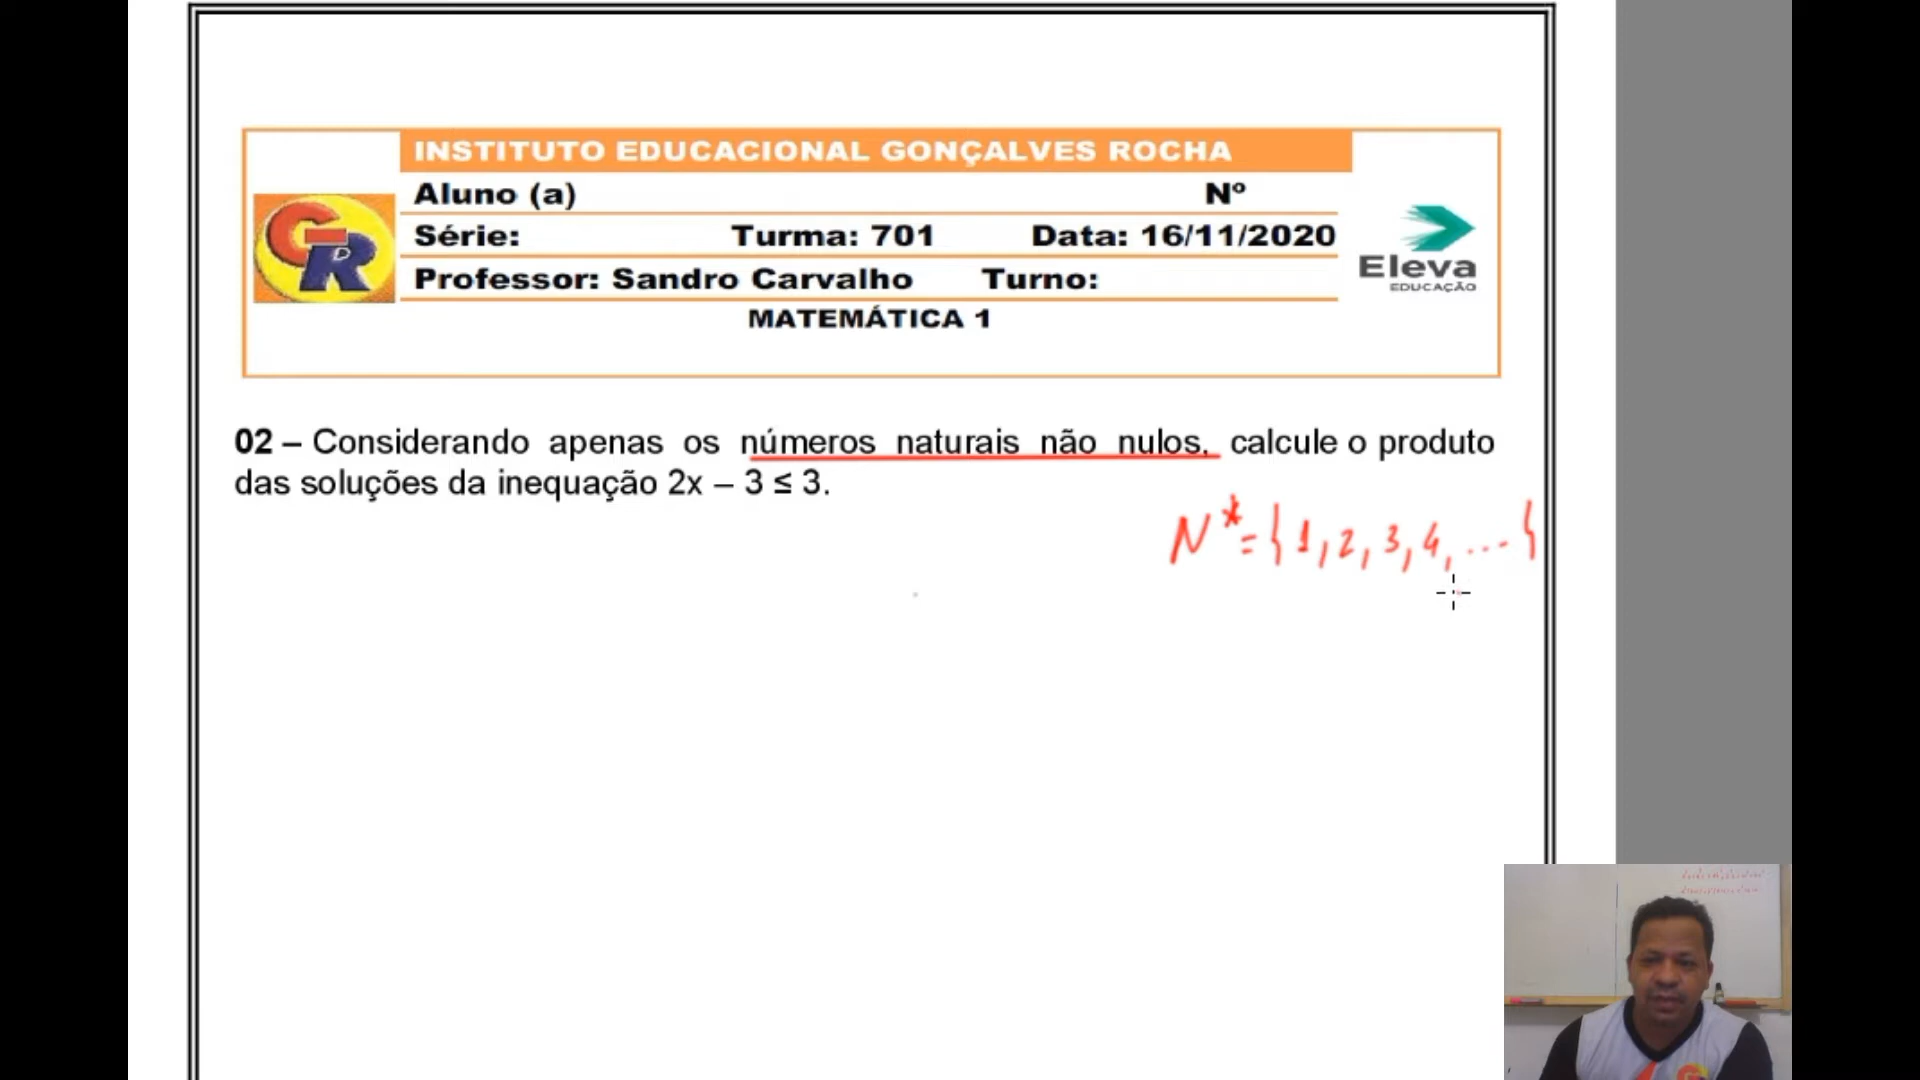 INSTITUTO EDUCACIONAL GONÇALVES ROCHA
Aluno (a) Nº
Série: Turma: 701 Data: 16/11/2020
Professor: Sandro Carvalho Turno:
MATEMÁTICA 1
GR
Eleva
EDUCAÇÃO
02 – Considerando apenas os números naturais não nulos, calcule o produto
das soluções da inequação 2x – 3 ≤ 3.
N* = { 1, 2, 3, 4, ... }